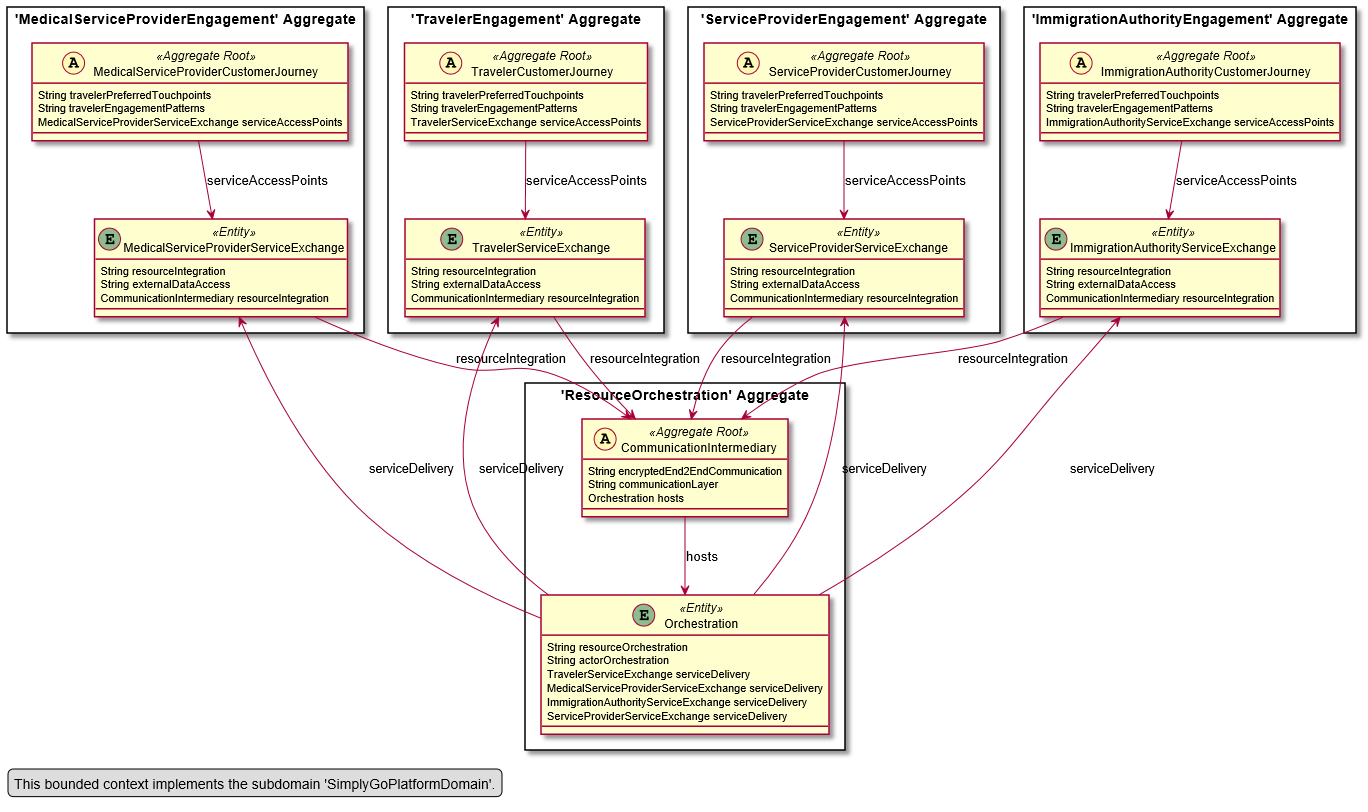 'MedicalServiceProviderEngagement' Aggregate
A
«Aggregate Root»
MedicalServiceProviderCustomerJourney
String travelerPreferredTouchpoints
String travelerEngagementPatterns
MedicalServiceProviderServiceExchange serviceAccessPoints
serviceAccessPoints
E
«Entity»
MedicalServiceProviderServiceExchange
String resourceIntegration
String externalDataAccess
CommunicationIntermediary resourceIntegration
'TravelerEngagement' Aggregate
A
«Aggregate Root»
TravelerCustomerJourney
String travelerPreferredTouchpoints
String travelerEngagementPatterns
TravelerServiceExchange serviceAccessPoints
serviceAccessPoints
E
«Entity»
TravelerServiceExchange
String resourceIntegration
String externalDataAccess
CommunicationIntermediary resourceIntegration
'ServiceProviderEngagement' Aggregate
A
«Aggregate Root»
ServiceProviderCustomerJourney
String travelerPreferredTouchpoints
String travelerEngagementPatterns
ServiceProviderServiceExchange serviceAccessPoints
serviceAccessPoints
E
«Entity»
ServiceProviderServiceExchange
String resourceIntegration
String externalDataAccess
CommunicationIntermediary resourceIntegration
'ImmigrationAuthorityEngagement' Aggregate
A
«Aggregate Root»
ImmigrationAuthorityCustomerJourney
String travelerPreferredTouchpoints
String travelerEngagementPatterns
ImmigrationAuthorityServiceExchange serviceAccessPoints
serviceAccessPoints
E
«Entity»
ImmigrationAuthorityServiceExchange
String resourceIntegration
String externalDataAccess
CommunicationIntermediary resourceIntegration
resourceIntegration
resourceIntegration
resourceIntegration
resourceIntegration
'ResourceOrchestration' Aggregate
A
«Aggregate Root»
CommunicationIntermediary
String encryptedEnd2EndCommunication
String communicationLayer
Orchestration hosts
serviceDelivery
serviceDelivery
serviceDelivery
serviceDelivery
hosts
E
«Entity»
Orchestration
String resourceOrchestration
String actorOrchestration
TravelerServiceExchange serviceDelivery
MedicalServiceProviderServiceExchange serviceDelivery
ImmigrationAuthorityServiceExchange serviceDelivery
ServiceProviderServiceExchange serviceDelivery
This bounded context implements the subdomain 'SimplyGoPlatformDomain'.